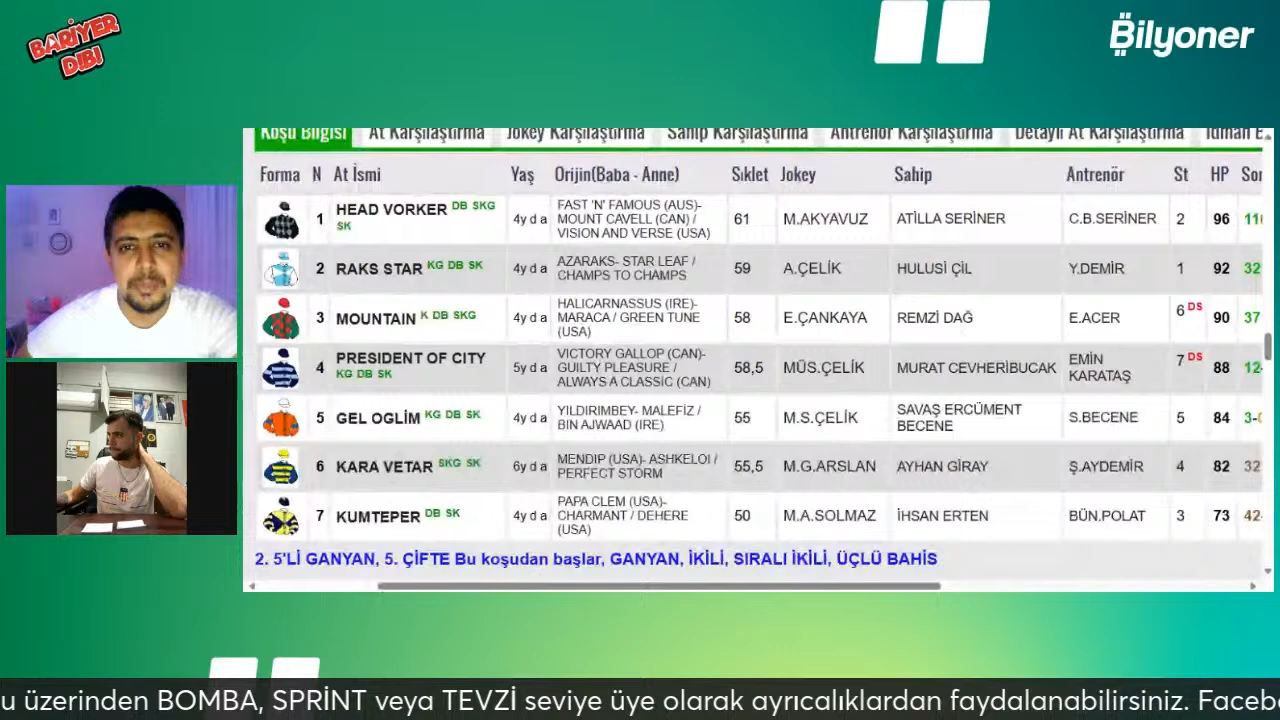 BARİYER
DİBİ
Bilyoner
Koşu Bilgisi At Karşılaştırma Jokey Karşılaştırma Sahip Karşılaştırma Antrenör Karşılaştırma Detaylı At Karşılaştırma İdman E
Forma N At İsmi Yaş Orijin(Baba - Anne) Sıklet Jokey Sahip Antrenör St HP Sor
1 HEAD VORKER DB SKG SK 4y d a FAST 'N' FAMOUS (AUS)- MOUNT CAVELL (CAN) / VISION AND VERSE (USA) 61 M.AKYAVUZ ATİLLA SERİNER C.B.SERİNER 2 96
2 RAKS STAR KG DB SK 4y d a AZARAKS- STAR LEAF / CHAMPS TO CHAMPS 59 A.ÇELİK HULUSİ ÇİL Y.DEMİR 1 92 32
3 MOUNTAIN K DB SKG 4y d a HALICARNASSUS (IRE)- MARACA / GREEN TUNE (USA) 58 E.ÇANKAYA REMZİ DAĞ E.ACER 6 DS 90 37
4 PRESIDENT OF CITY KG DB SK 5y d a VICTORY GALLOP (CAN)- GUILTY PLEASURE / ALWAYS A CLASSIC (CAN) 58,5 MÜS.ÇELİK MURAT CEVHERİBUCAK EMİN KARATAŞ 7 DS 88 12-
5 GEL OGLİM KG DB SK 4y d a YILDIRIMBEY- MALEFİZ / BIN AJWAAD (IRE) 55 M.S.ÇELİK SAVAŞ ERCÜMENT BECENE S.BECENE 5 84 3-
6 KARA VETAR SKG SK 6y d a MENDIP (USA)- ASHKELOI / PERFECT STORM 55,5 M.G.ARSLAN AYHAN GİRAY Ş.AYDEMİR 4 82 32
7 KUMTEPER DB SK 4y d a PAPA CLEM (USA)- CHARMANT / DEHERE (USA) 50 M.A.SOLMAZ İHSAN ERTEN BÜN.POLAT 3 73 42-
2. 5'Lİ GANYAN, 5. ÇİFTE Bu koşudan başlar, GANYAN, İKİLİ, SIRALI İKİLİ, ÜÇLÜ BAHİS
u üzerinden BOMBA, SPRİNT veya TEVZİ seviye üye olarak ayrıcalıklardan faydalanabilirsiniz. Faceb